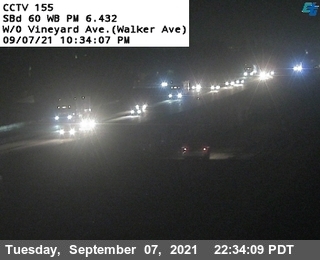 CCTV 155
SBd 60 WB PM 6.432
W/O Vineyard Ave.(Walker Ave)
09/07/21 10:34:07 PM
Tuesday, September 07, 2021 22:34:09 PDT